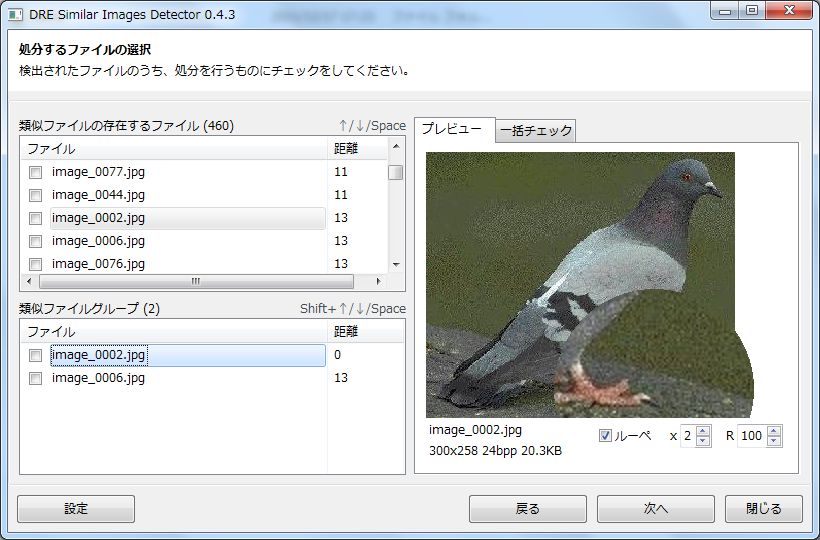 DRE Similar Images Detector 0.4.3
処分するファイルの選択
検出されたファイルのうち、処分を行うものにチェックをしてください。
類似ファイルの存在するファイル (460) ↑/↓/Space
ファイル 距離
image_0077.jpg 11
image_0044.jpg 11
image_0002.jpg 13
image_0006.jpg 13
image_0076.jpg 13
類似ファイルグループ (2) Shift+↑/↓/Space
ファイル 距離
image_0002.jpg 0
image_0006.jpg 13
プレビュー 一括チェック
image_0002.jpg
300x258 24bpp 20.3KB
ルーペ x 2 R 100
設定 戻る 次へ 閉じる